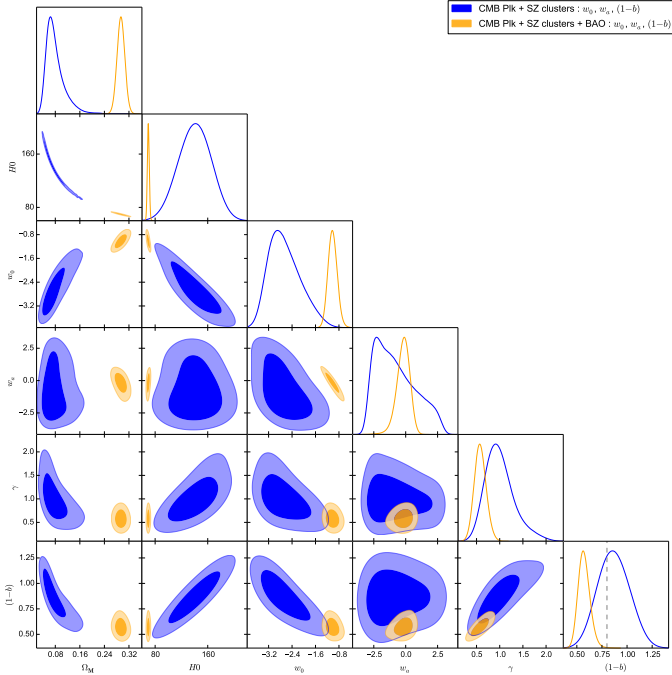 CMB Plk + SZ clusters : w₀, wₐ, (1−b)
CMB Plk + SZ clusters + BAO : w₀, wₐ, (1−b)
H0
160
80
w₀
−0.8
−1.6
−2.4
−3.2
wₐ
2.5
0.0
−2.5
γ
2.0
1.5
1.0
0.5
(1−b)
1.25
1.00
0.75
0.50
0.08 0.16 0.24 0.32
80 160
−3.2 −2.4 −1.6 −0.8
−2.5 0.0 2.5
0.5 1.0 1.5 2.0
0.50 0.75 1.00 1.25
Ω_M
H0
w₀
wₐ
γ
(1−b)